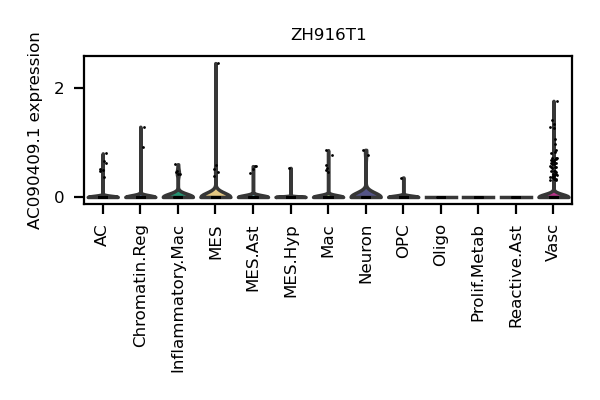 ZH916T1
AC090409.1 expression
2
0
AC
Chromatin.Reg
Inflammatory.Mac
MES
MES.Ast
MES.Hyp
Mac
Neuron
OPC
Oligo
Prolif.Metab
Reactive.Ast
Vasc